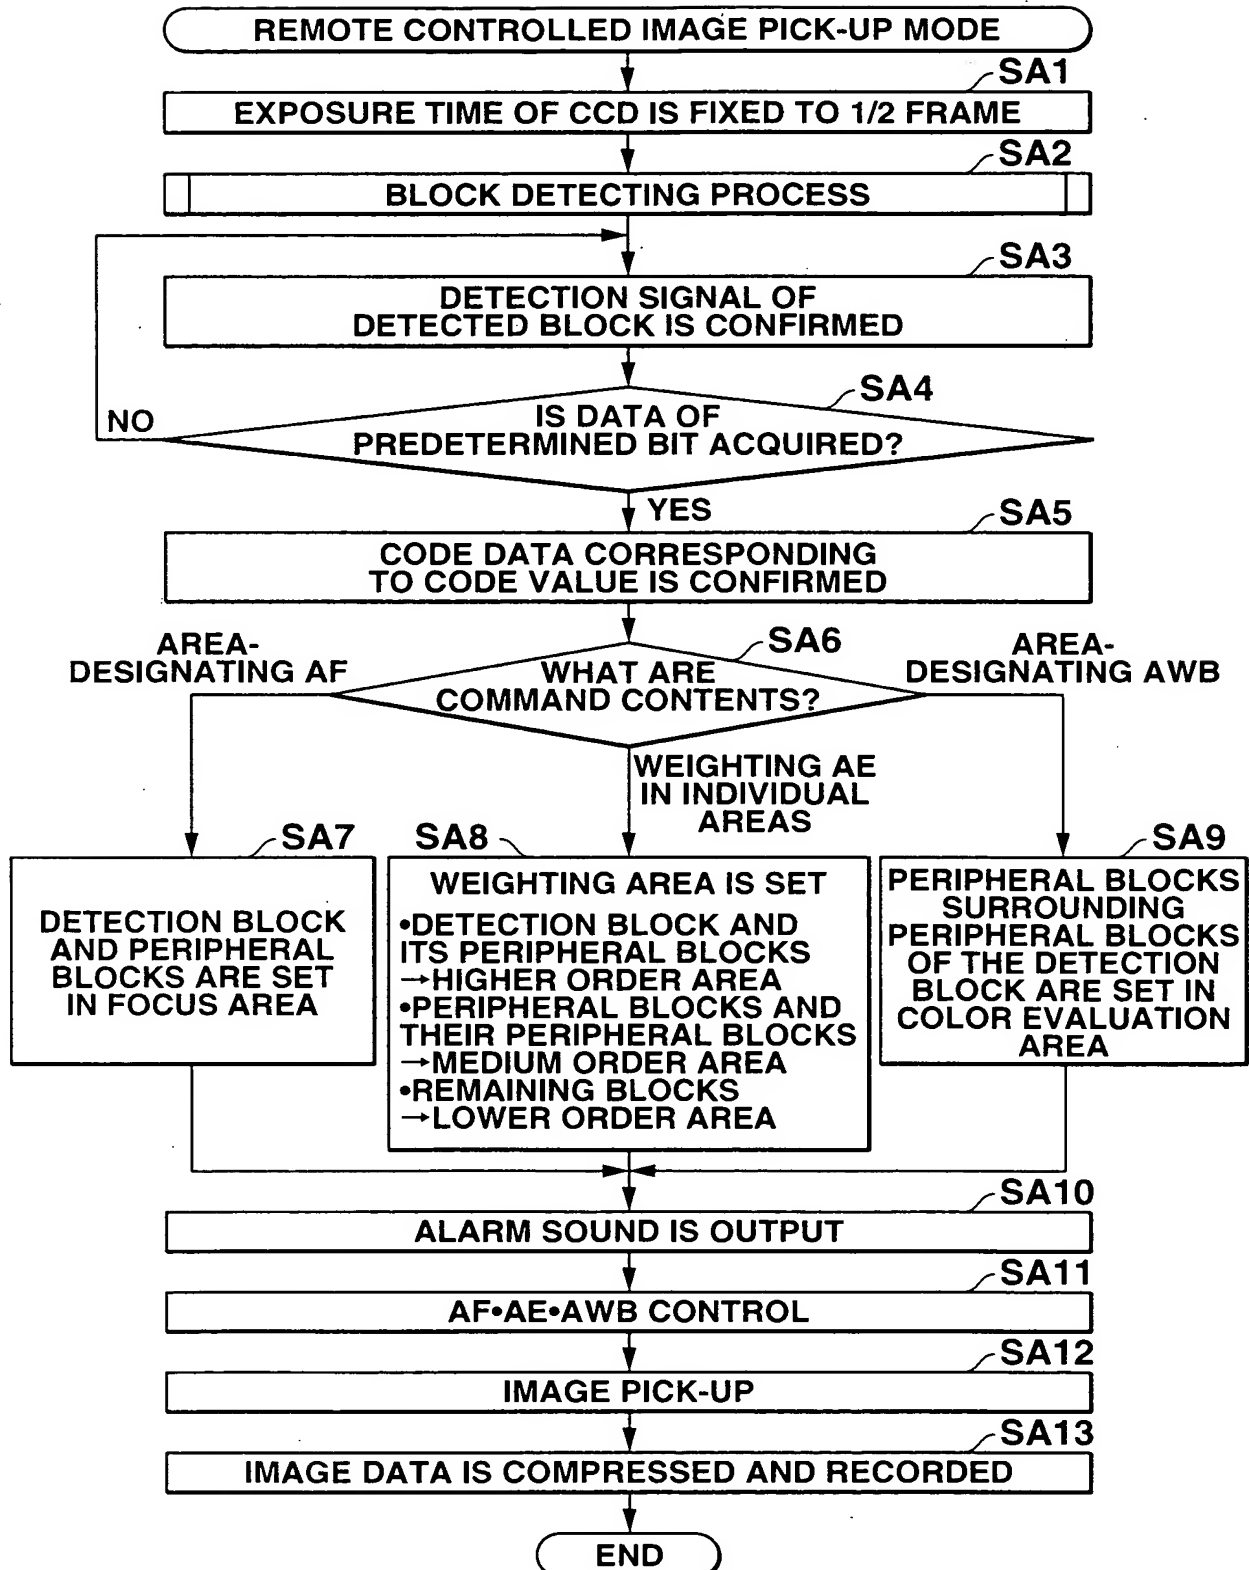 REMOTE CONTROLLED IMAGE PICK-UP MODE
SA1
EXPOSURE TIME OF CCD IS FIXED TO 1/2 FRAME
SA2
BLOCK DETECTING PROCESS
SA3
DETECTION SIGNAL OF
DETECTED BLOCK IS CONFIRMED
SA4
NO
IS DATA OF
PREDETERMINED BIT ACQUIRED?
YES
SA5
CODE DATA CORRESPONDING
TO CODE VALUE IS CONFIRMED
SA6
AREA-
DESIGNATING AF
WHAT ARE
COMMAND CONTENTS?
AREA-
DESIGNATING AWB
WEIGHTING AE
IN INDIVIDUAL
AREAS
SA7
DETECTION BLOCK
AND PERIPHERAL
BLOCKS ARE SET
IN FOCUS AREA
SA8
WEIGHTING AREA IS SET
•DETECTION BLOCK AND
ITS PERIPHERAL BLOCKS
→HIGHER ORDER AREA
•PERIPHERAL BLOCKS AND
THEIR PERIPHERAL BLOCKS
→MEDIUM ORDER AREA
•REMAINING BLOCKS
→LOWER ORDER AREA
SA9
PERIPHERAL BLOCKS
SURROUNDING
PERIPHERAL BLOCKS
OF THE DETECTION
BLOCK ARE SET IN
COLOR EVALUATION
AREA
SA10
ALARM SOUND IS OUTPUT
SA11
AF•AE•AWB CONTROL
SA12
IMAGE PICK-UP
SA13
IMAGE DATA IS COMPRESSED AND RECORDED
END